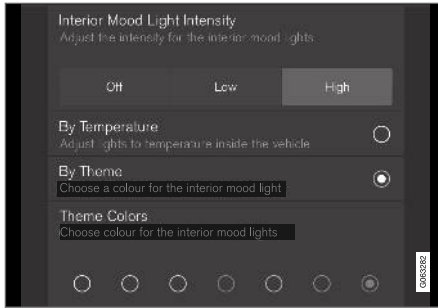 Interior Mood Light Intensity
Adjust the intensity for the interior mood lights
Off Low High
By Temperature
Adjust lights to temperature inside the vehicle
By Theme
Choose a colour for the interior mood light
Theme Colors
Choose colour for the interior mood lights
G063282